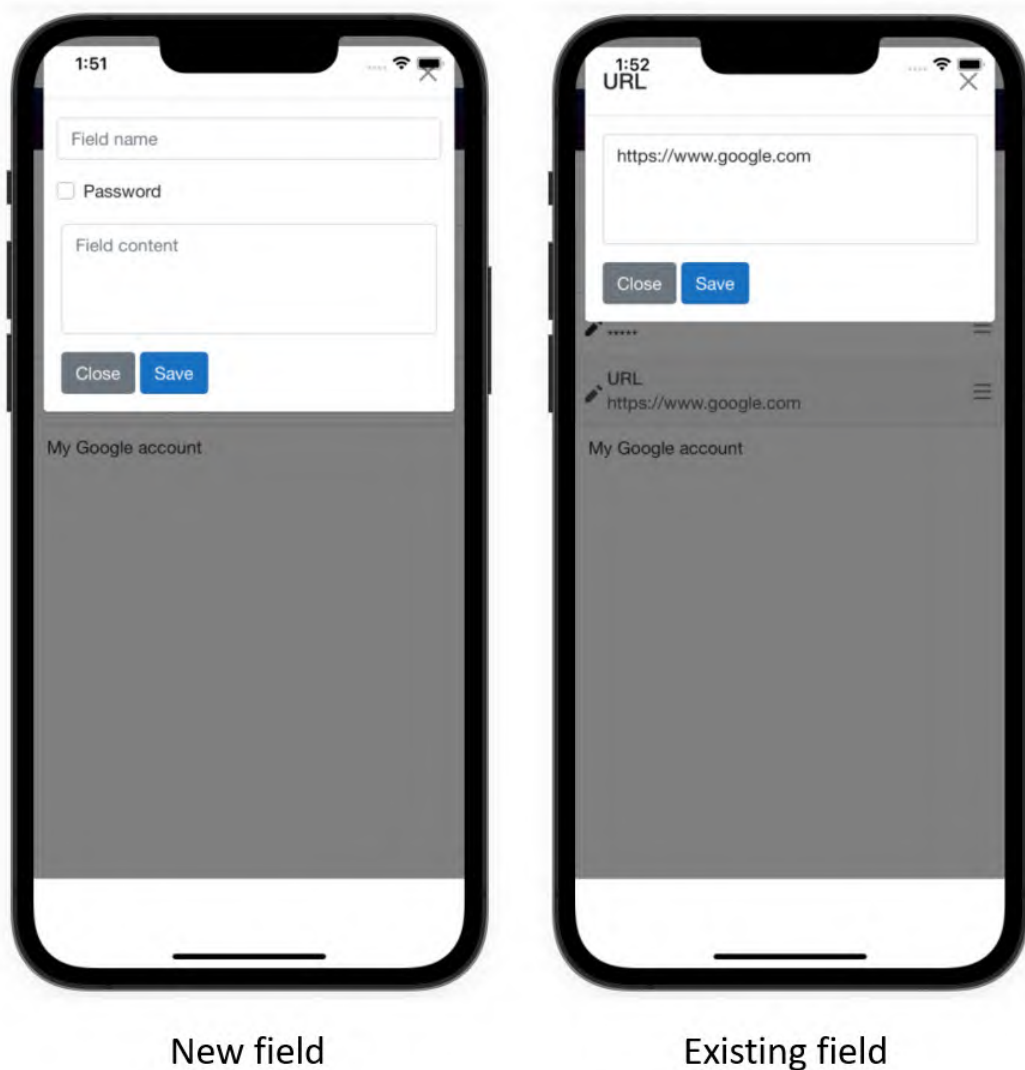 1:51
Field name
Password
Field content
Close Save
My Google account
1:52
URL
https://www.google.com
Close Save
•••••
URL
https://www.google.com
My Google account
New field
Existing field